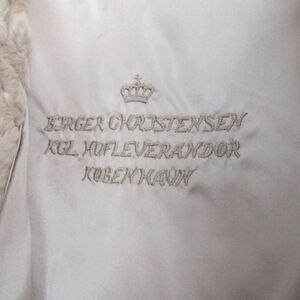 BIRGER CHRISTENSEN
KGL. HOFLEVERANDØR
KØBENHAVN